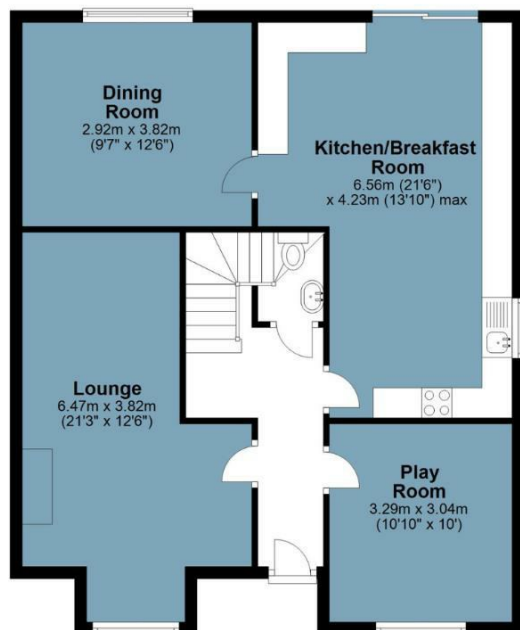 Dining
Room
2.92m x 3.82m
(9'7" x 12'6")
Kitchen/Breakfast
Room
6.56m (21'6")
x 4.23m (13'10") max
Lounge
6.47m x 3.82m
(21'3" x 12'6")
Play
Room
3.29m x 3.04m
(10'10" x 10')